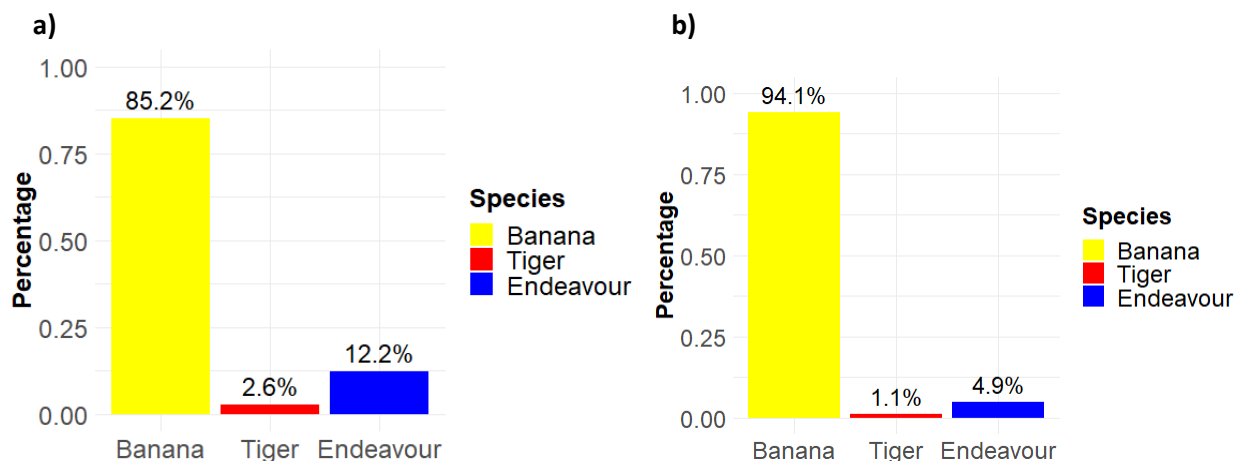 a)
1.00
0.75
0.50
0.25
0.00
Percentage
85.2%
2.6%
12.2%
Banana
Tiger
Endeavour
Species
Banana
Tiger
Endeavour
b)
1.00
0.75
0.50
0.25
0.00
Percentage
94.1%
1.1%
4.9%
Banana
Tiger
Endeavour
Species
Banana
Tiger
Endeavour